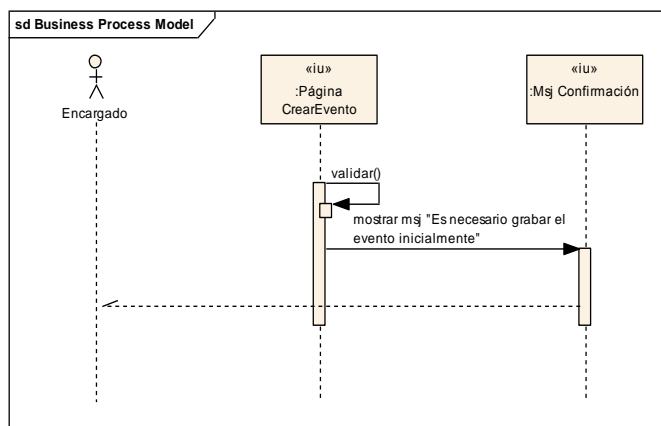 sd Business Process Model
Encargado
«iu»
:Página
CrearEvento
«iu»
:Msj Confirmación
validar()
mostrar msj "Es necesario grabar el
evento inicialmente"